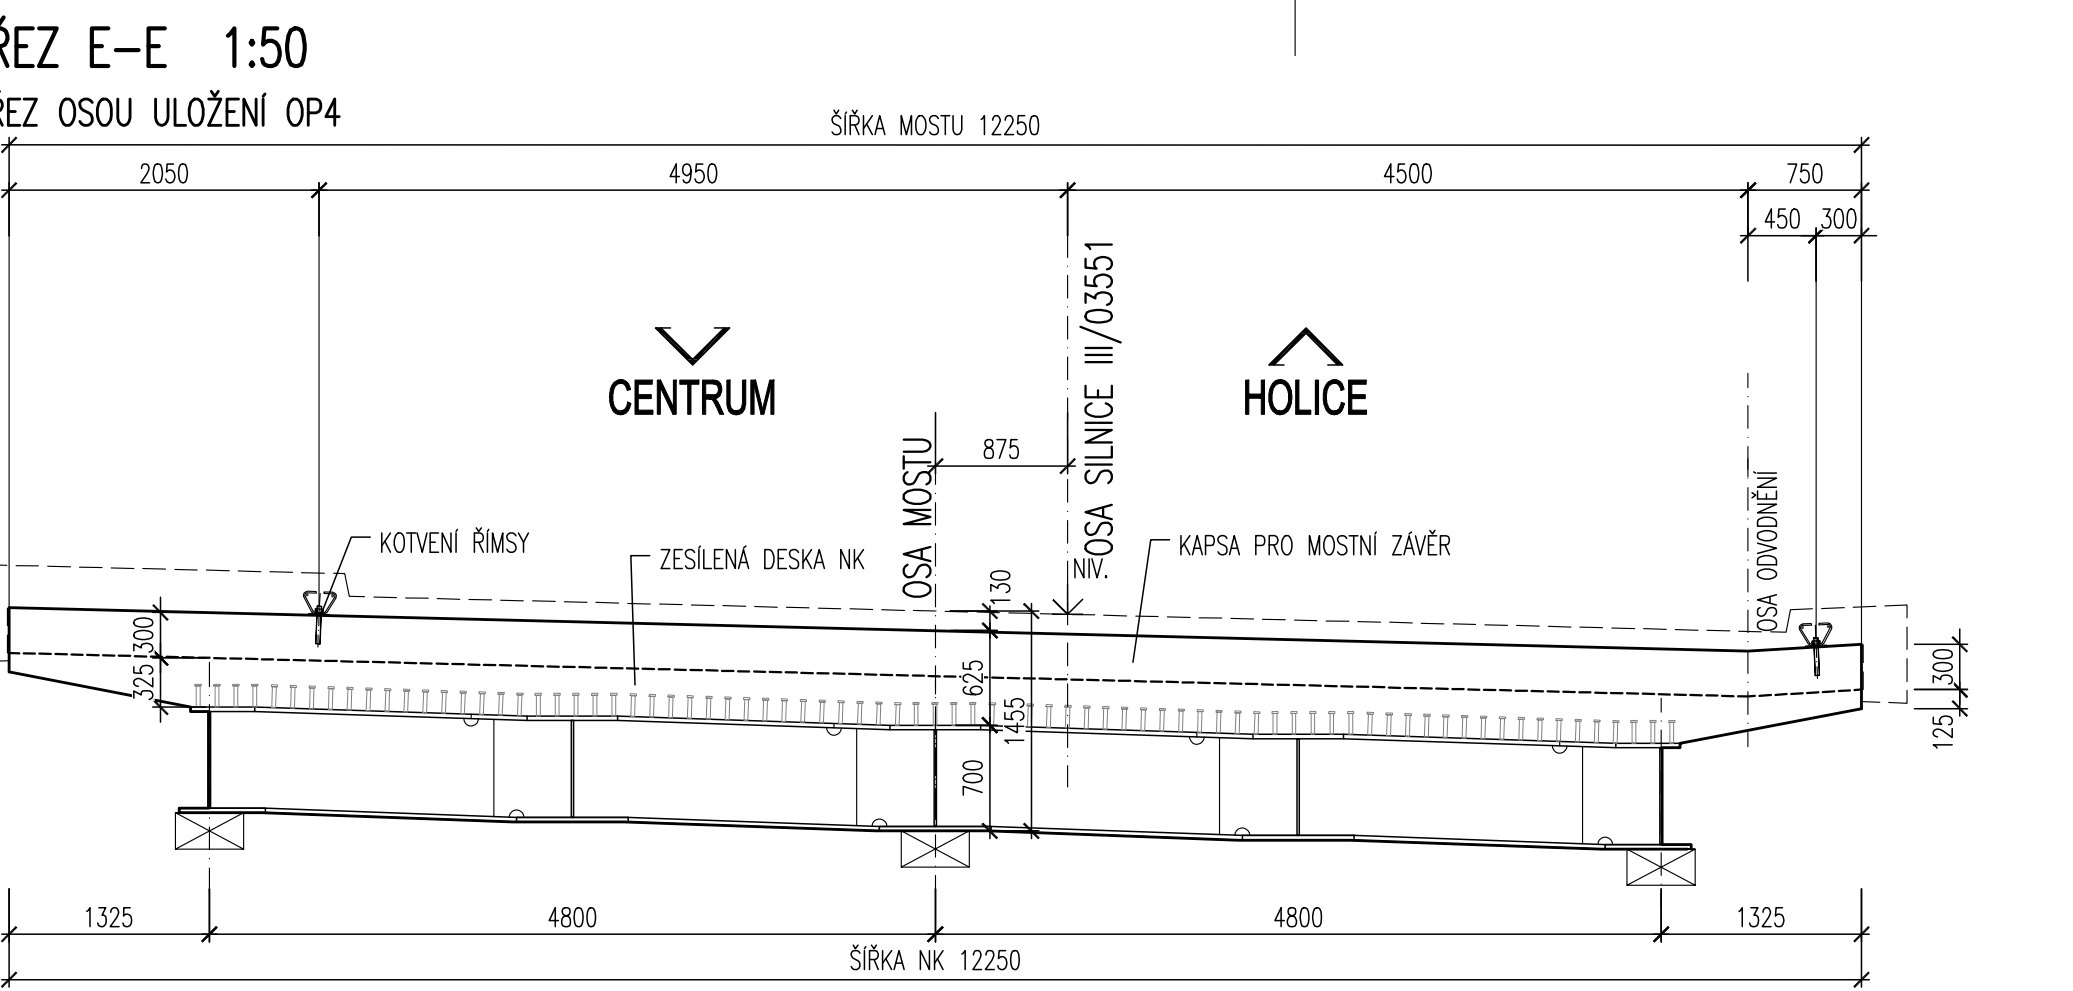 ŘEZ E-E 1:50
ŘEZ OSOU ULOŽENÍ OP4
ŠÍŘKA MOSTU 12250
2050
4950
4500
750
450
300
CENTRUM
HOLICE
OSA SILNICE III/03551
875
OSA MOSTU
OSA ODVODNĚNÍ
KOTVENÍ ŘÍMSY
ZESÍLENÁ DESKA NK
KAPSA PRO MOSTNÍ ZÁVĚR
NIV.
130
300
325
625
1455
700
300
125
1325
4800
4800
1325
ŠÍŘKA NK 12250